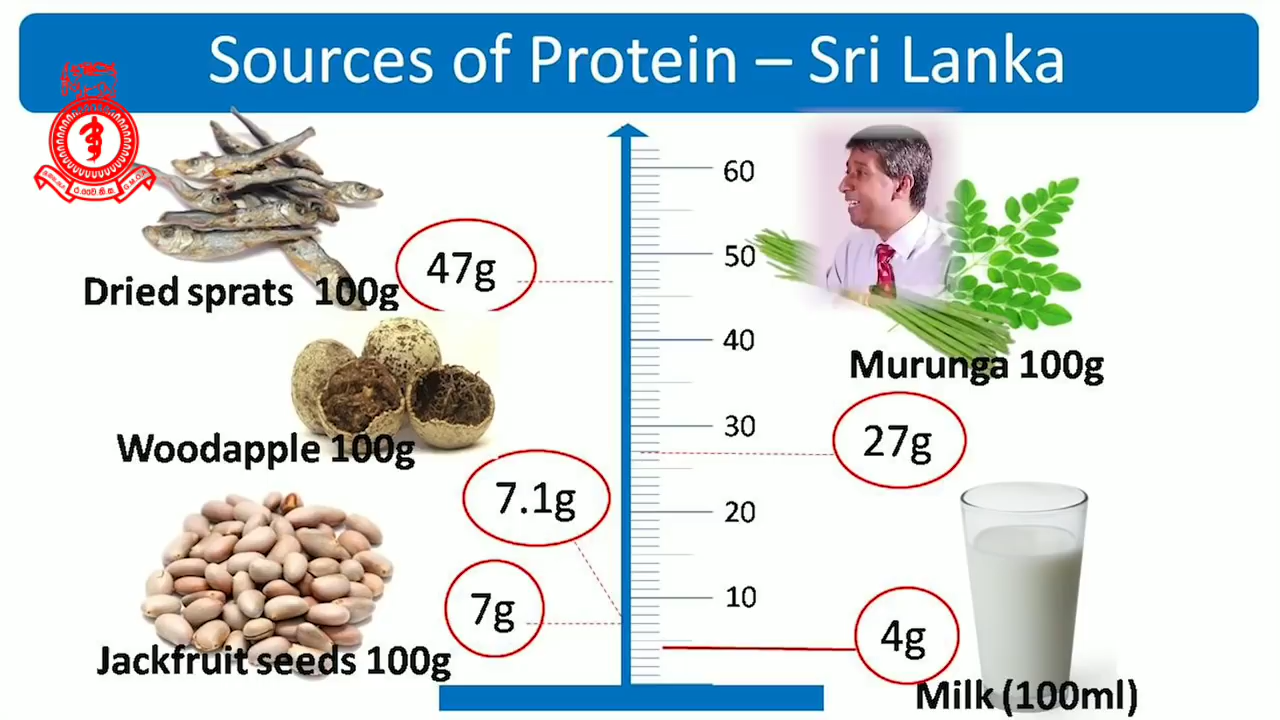 Sources of Protein – Sri Lanka
G.M.O.A
60
50
40
30
20
10
47g
Dried sprats 100g
Murunga 100g
Woodapple 100g
27g
7.1g
7g
4g
Jackfruit seeds 100g
Milk (100ml)